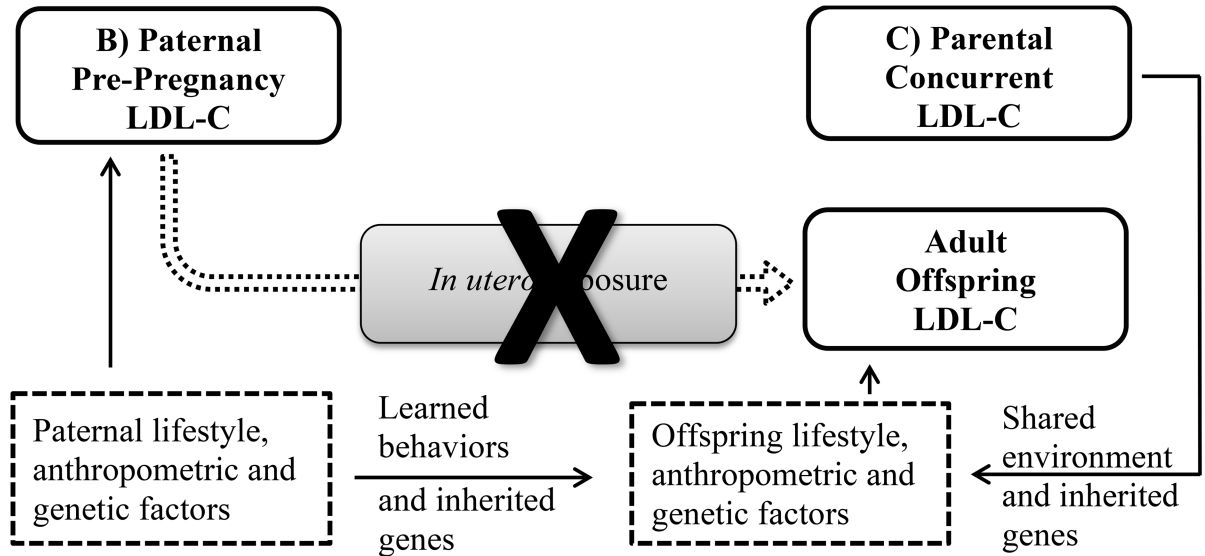 B) Paternal
Pre-Pregnancy
LDL-C
C) Parental
Concurrent
LDL-C
In utero
Adult
Offspring
LDL-C
Paternal lifestyle,
anthropometric and
genetic factors
Learned
behaviors
and inherited
genes
Offspring lifestyle,
anthropometric and
genetic factors
Shared
environment
and inherited
genes